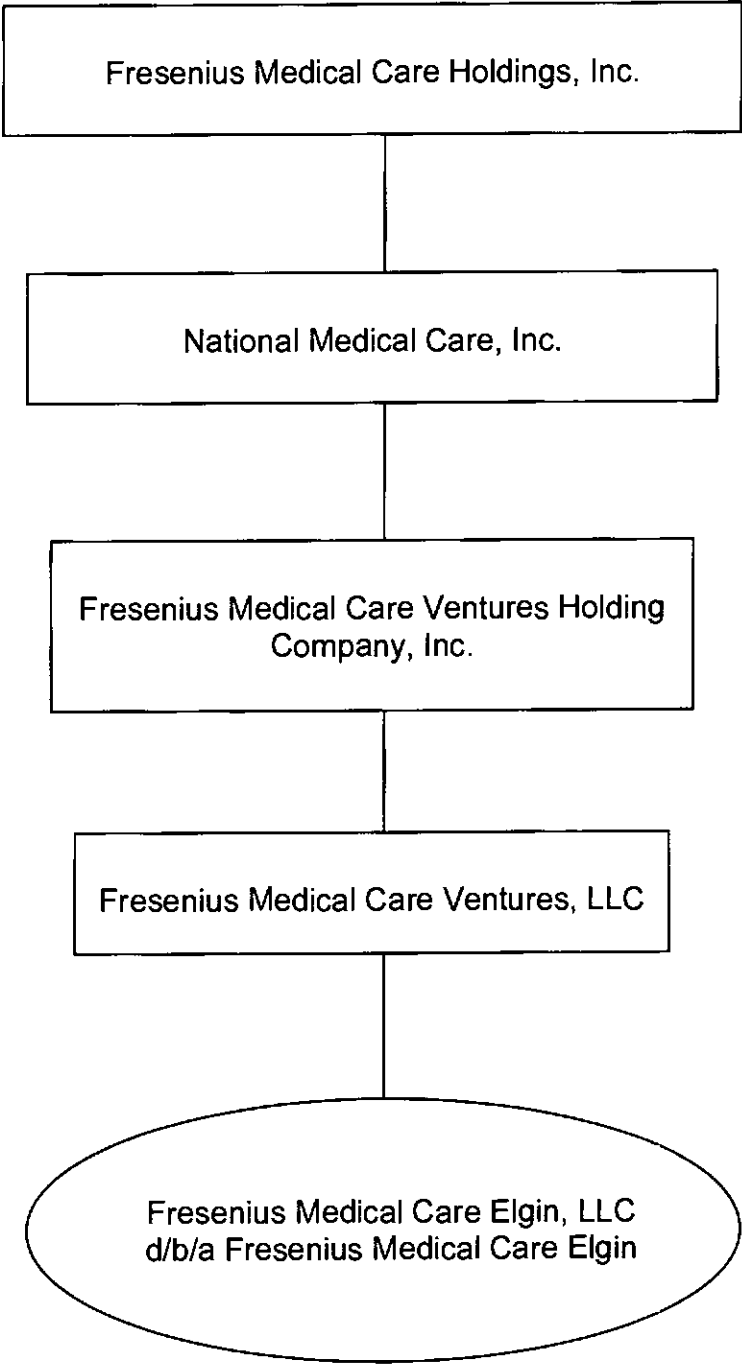 Fresenius Medical Care Holdings, Inc.
National Medical Care, Inc.
Fresenius Medical Care Ventures Holding
Company, Inc.
Fresenius Medical Care Ventures, LLC
Fresenius Medical Care Elgin, LLC
d/b/a Fresenius Medical Care Elgin